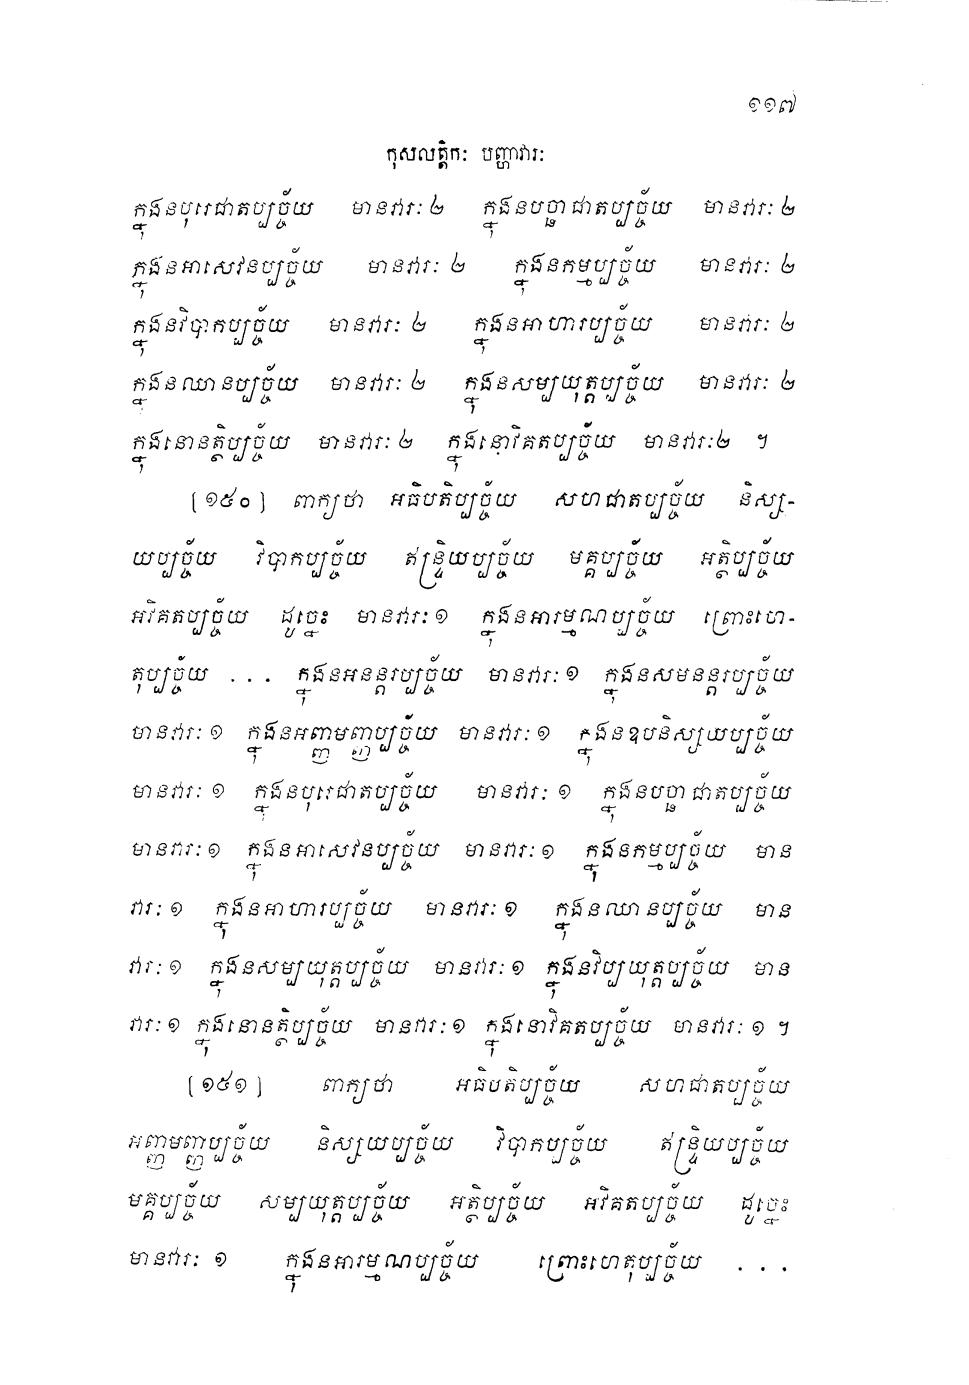 ១១៧
កុសលត្តិកៈ បញ្ហាវារៈ
ក្នុងនបុរេជាតប្បច្ច័យ មានវារៈ ២ ក្នុងនបច្ឆាជាតប្បច្ច័យ មានវារៈ ២
ក្នុងនអាសេវនប្បច្ច័យ មានវារៈ ២ ក្នុងនកម្មប្បច្ច័យ មានវារៈ ២
ក្នុងនវិបាកប្បច្ច័យ មានវារៈ ២ ក្នុងនអាហារប្បច្ច័យ មានវារៈ ២
ក្នុងនឈានប្បច្ច័យ មានវារៈ ២ ក្នុងនសម្បយុត្តប្បច្ច័យ មានវារៈ ២
ក្នុងនោនត្ថិប្បច្ច័យ មានវារៈ ២ ក្នុងនោវិគតប្បច្ច័យ មានវារៈ២ ។
[១៥០] ពាក្យថា អធិបតិប្បច្ច័យ សហជាតប្បច្ច័យ និស្ស-
យប្បច្ច័យ វិបាកប្បច្ច័យ ឥន្ទ្រិយប្បច្ច័យ មគ្គប្បច្ច័យ អត្ថិប្បច្ច័យ
អវិគតប្បច្ច័យ ដូច្នេះ មានវារៈ ១ ក្នុងនអារម្មណប្បច្ច័យ ព្រោះហេ-
តុប្បច្ច័យ ... ក្នុងនអនន្តរប្បច្ច័យ មានវារៈ ១ ក្នុងនសមនន្តរប្បច្ច័យ
មានវារៈ ១ ក្នុងនអញ្ញមញ្ញប្បច្ច័យ មានវារៈ ១ ក្នុងនឧបនិស្សយប្បច្ច័យ
មានវារៈ ១ ក្នុងនបុរេជាតប្បច្ច័យ មានវារៈ ១ ក្នុងនបច្ឆាជាតប្បច្ច័យ
មានវារៈ ១ ក្នុងនអាសេវនប្បច្ច័យ មានវារៈ ១ ក្នុងនកម្មប្បច្ច័យ មាន
វារៈ ១ ក្នុងនអាហារប្បច្ច័យ មានវារៈ ១ ក្នុងនឈានប្បច្ច័យ មាន
វារៈ ១ ក្នុងនសម្បយុត្តប្បច្ច័យ មានវារៈ ១ ក្នុងនវិប្បយុត្តប្បច្ច័យ មាន
វារៈ ១ ក្នុងនោនត្ថិប្បច្ច័យ មានវារៈ ១ ក្នុងនោវិគតប្បច្ច័យ មានវារៈ ១ ។
[១៥១] ពាក្យថា អធិបតិប្បច្ច័យ សហជាតប្បច្ច័យ
អញ្ញមញ្ញប្បច្ច័យ និស្សយប្បច្ច័យ វិបាកប្បច្ច័យ ឥន្ទ្រិយប្បច្ច័យ
មគ្គប្បច្ច័យ សម្បយុត្តប្បច្ច័យ អត្ថិប្បច្ច័យ អវិគតប្បច្ច័យ ដូច្នេះ
មានវារៈ ១ ក្នុងនអារម្មណប្បច្ច័យ ព្រោះហេតុប្បច្ច័យ ...